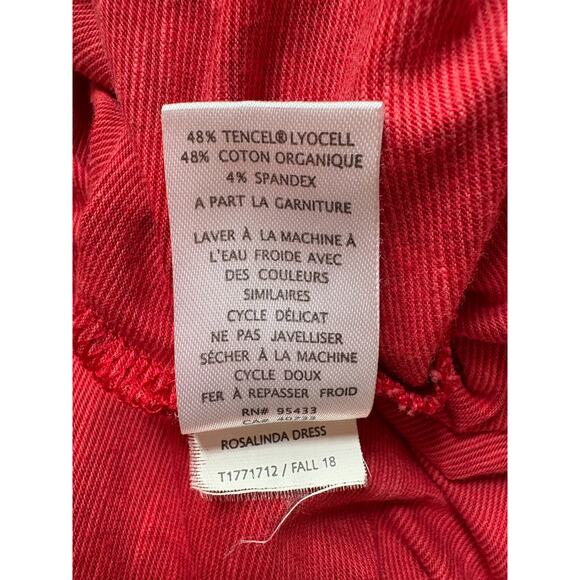 48% TENCEL® LYOCELL
48% COTON ORGANIQUE
4% SPANDEX
A PART LA GARNITURE
LAVER À LA MACHINE À
L'EAU FROIDE AVEC
DES COULEURS
SIMILAIRES
CYCLE DÉLICAT
NE PAS JAVELLISER
SÉCHER À LA MACHINE
CYCLE DOUX
FER À REPASSER FROID
RN# 95433
CA# 40733
ROSALINDA DRESS
T1771712 / FALL 18